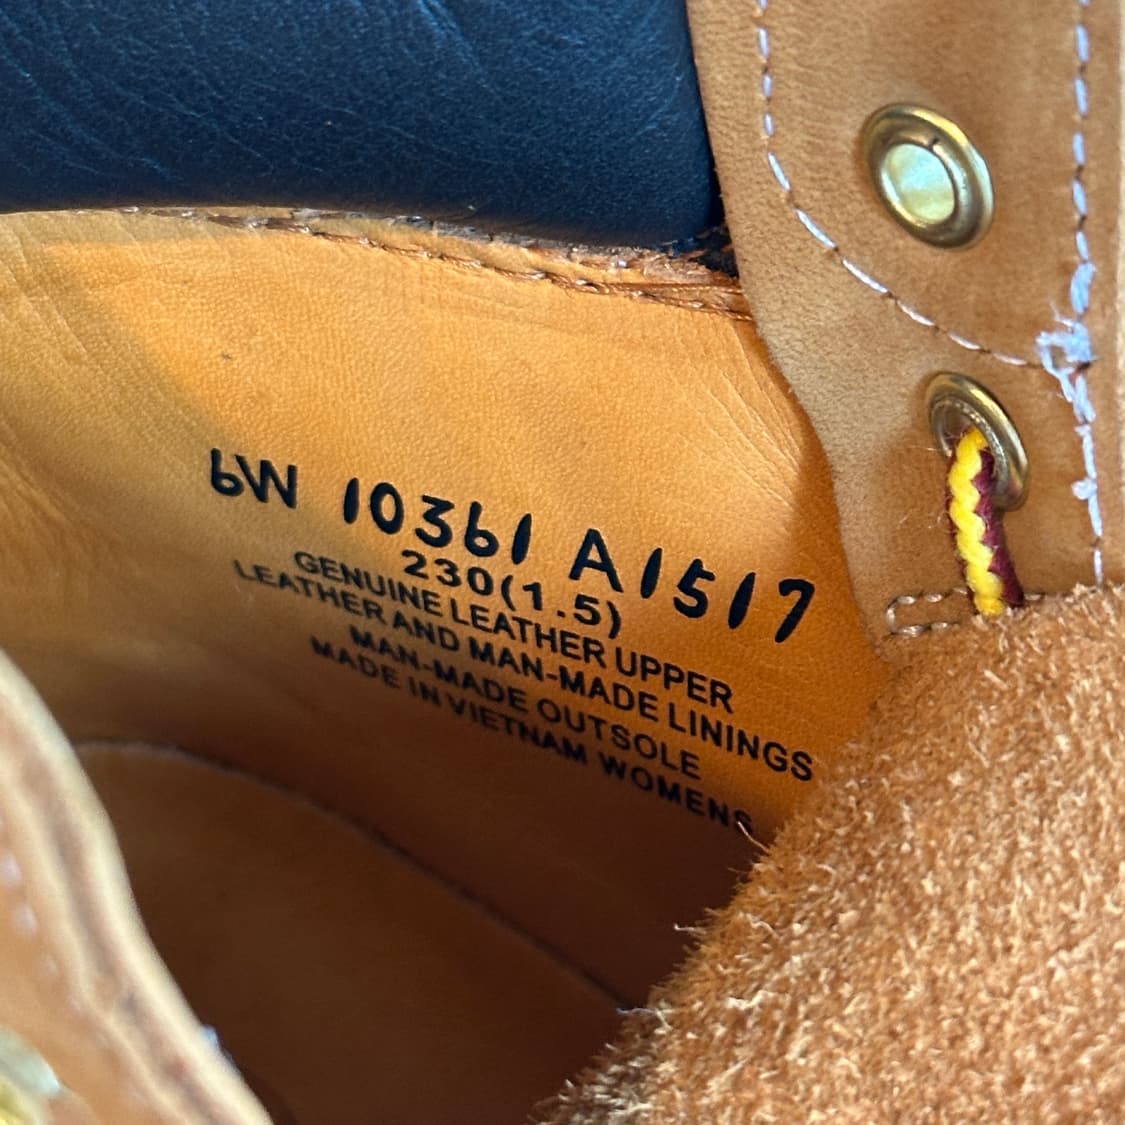 6W 10361 A1517
230(1.5)
GENUINE LEATHER UPPER
LEATHER AND MAN-MADE LININGS
MAN-MADE OUTSOLE
MADE IN VIETNAM WOMENS